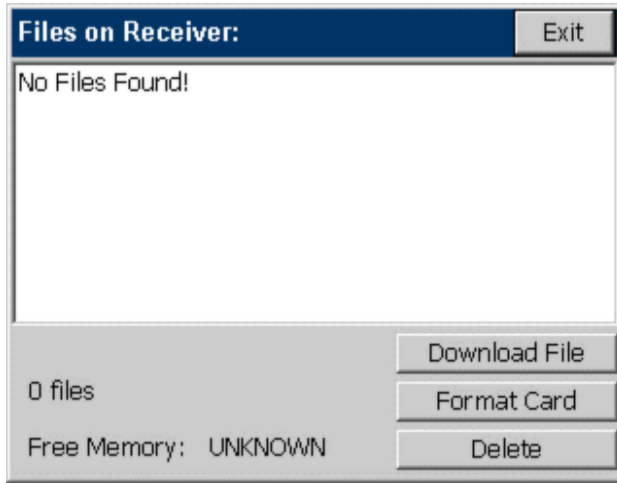 Files on Receiver: Exit
No Files Found!
Download File
0 files
Format Card
Free Memory: UNKNOWN
Delete